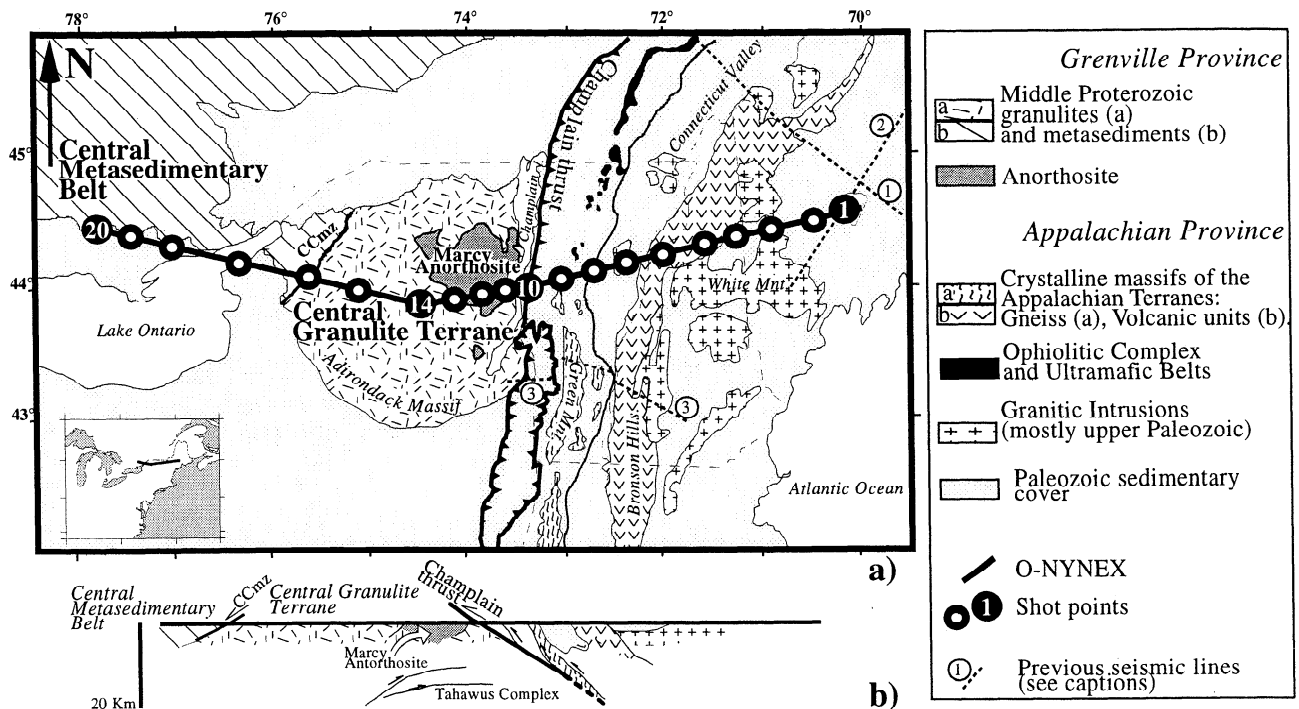 78°
76°
74°
72°
70°
N
45°
44°
43°
Central
Metasedimentary
Belt
20
CCmz
14
Marcy
Anorthosite
Champlain
Champlain thrust
10
Connecticut Valley
2
1
1
White Mnt
Central
Granulite Terrane
Lake Ontario
Adirondack Massif
3
Green Mnt
Bronson Hills
3
Atlantic Ocean
a)
Central
Metasedimentary
Belt
CCmz
Central Granulite
Terrane
Champlain
thrust
Marcy
Antorthosite
Tahawus Complex
20 Km
b)
Grenville Province
a
b
Middle Proterozoic
granulites (a)
and metasediments (b)
Anorthosite
Appalachian Province
a
b
Crystalline massifs of the
Appalachian Terranes:
Gneiss (a), Volcanic units (b).
Ophiolitic Complex
and Ultramafic Belts
Granitic Intrusions
(mostly upper Paleozoic)
Paleozoic sedimentary
cover
O-NYNEX
1
Shot points
1
Previous seismic lines
(see captions)